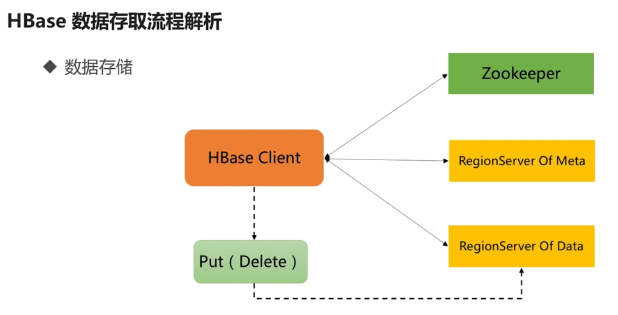 HBase 数据存取流程解析
◆ 数据存储
Zookeeper
HBase Client
RegionServer Of Meta
RegionServer Of Data
Put（Delete）